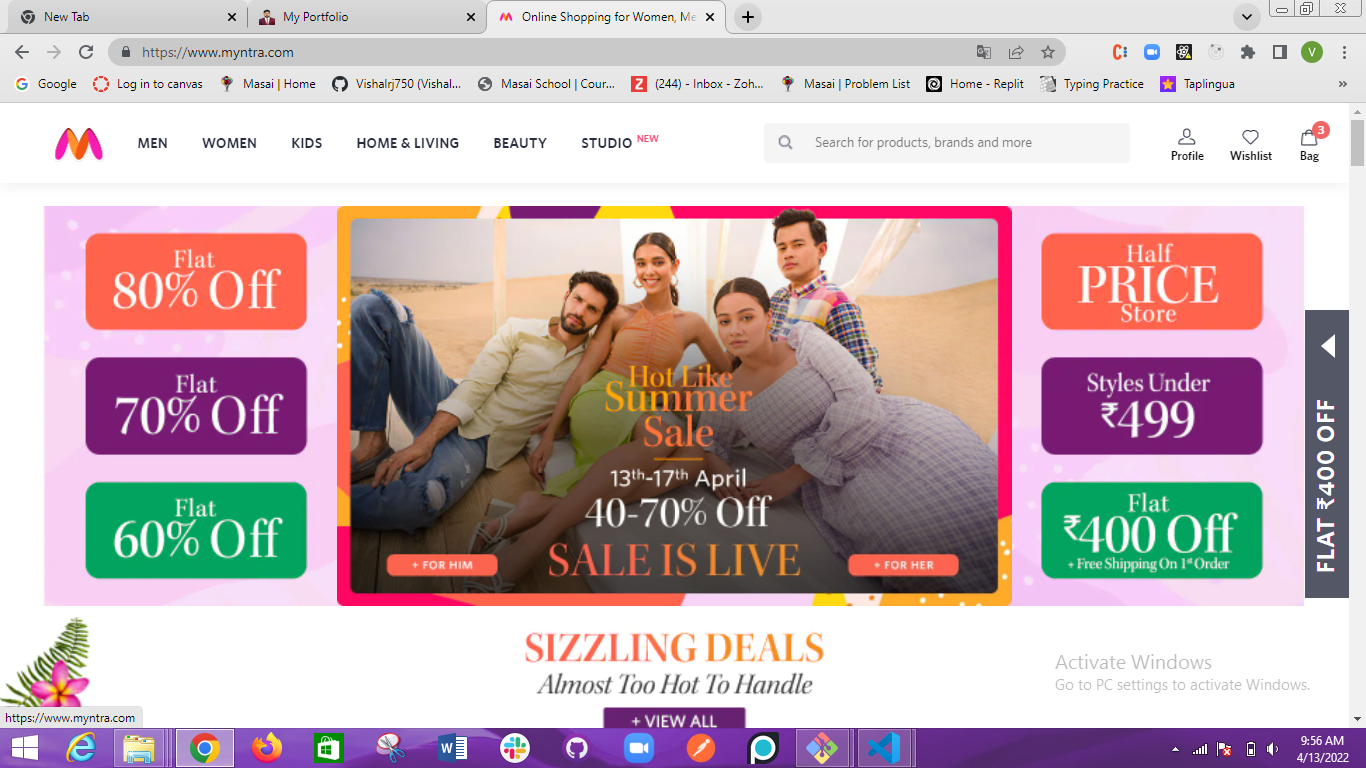 New Tab
My Portfolio
Online Shopping for Women, Me
https://www.myntra.com
V
Google
Log in to canvas
Masai | Home
Vishalrj750 (Vishal...
Masai School | Cour...
(244) - Inbox - Zoh...
Masai | Problem List
Home - Replit
Typing Practice
Taplingua
»
MEN
WOMEN
KIDS
HOME & LIVING
BEAUTY
STUDIO NEW
Search for products, brands and more
Profile
Wishlist
3
Bag
Flat
80% Off
Flat
70% Off
Flat
60% Off
Hot Like
Summer
Sale
13th-17th April
40-70% Off
SALE IS LIVE
+ FOR HIM
+ FOR HER
Half
PRICE
Store
Styles Under
₹499
Flat
₹400 Off
+ Free Shipping On 1st Order
FLAT ₹400 OFF
SIZZLING DEALS
Almost Too Hot To Handle
+ VIEW ALL
Activate Windows
Go to PC settings to activate Windows.
https://www.myntra.com
9:56 AM
4/13/2022